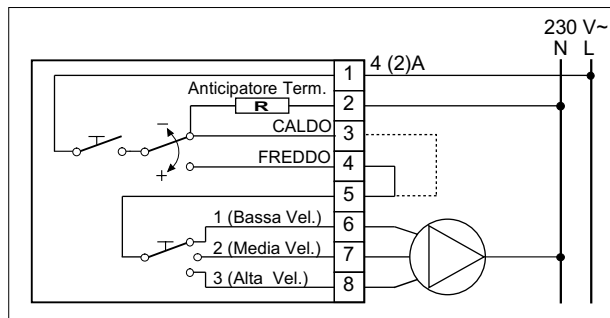 230 V~
N L
1 4 (2)A
Anticipatore Term.
R 2
CALDO 3
FREDDO 4
5
1 (Bassa Vel.) 6
2 (Media Vel.) 7
3 (Alta Vel.) 8
−
+